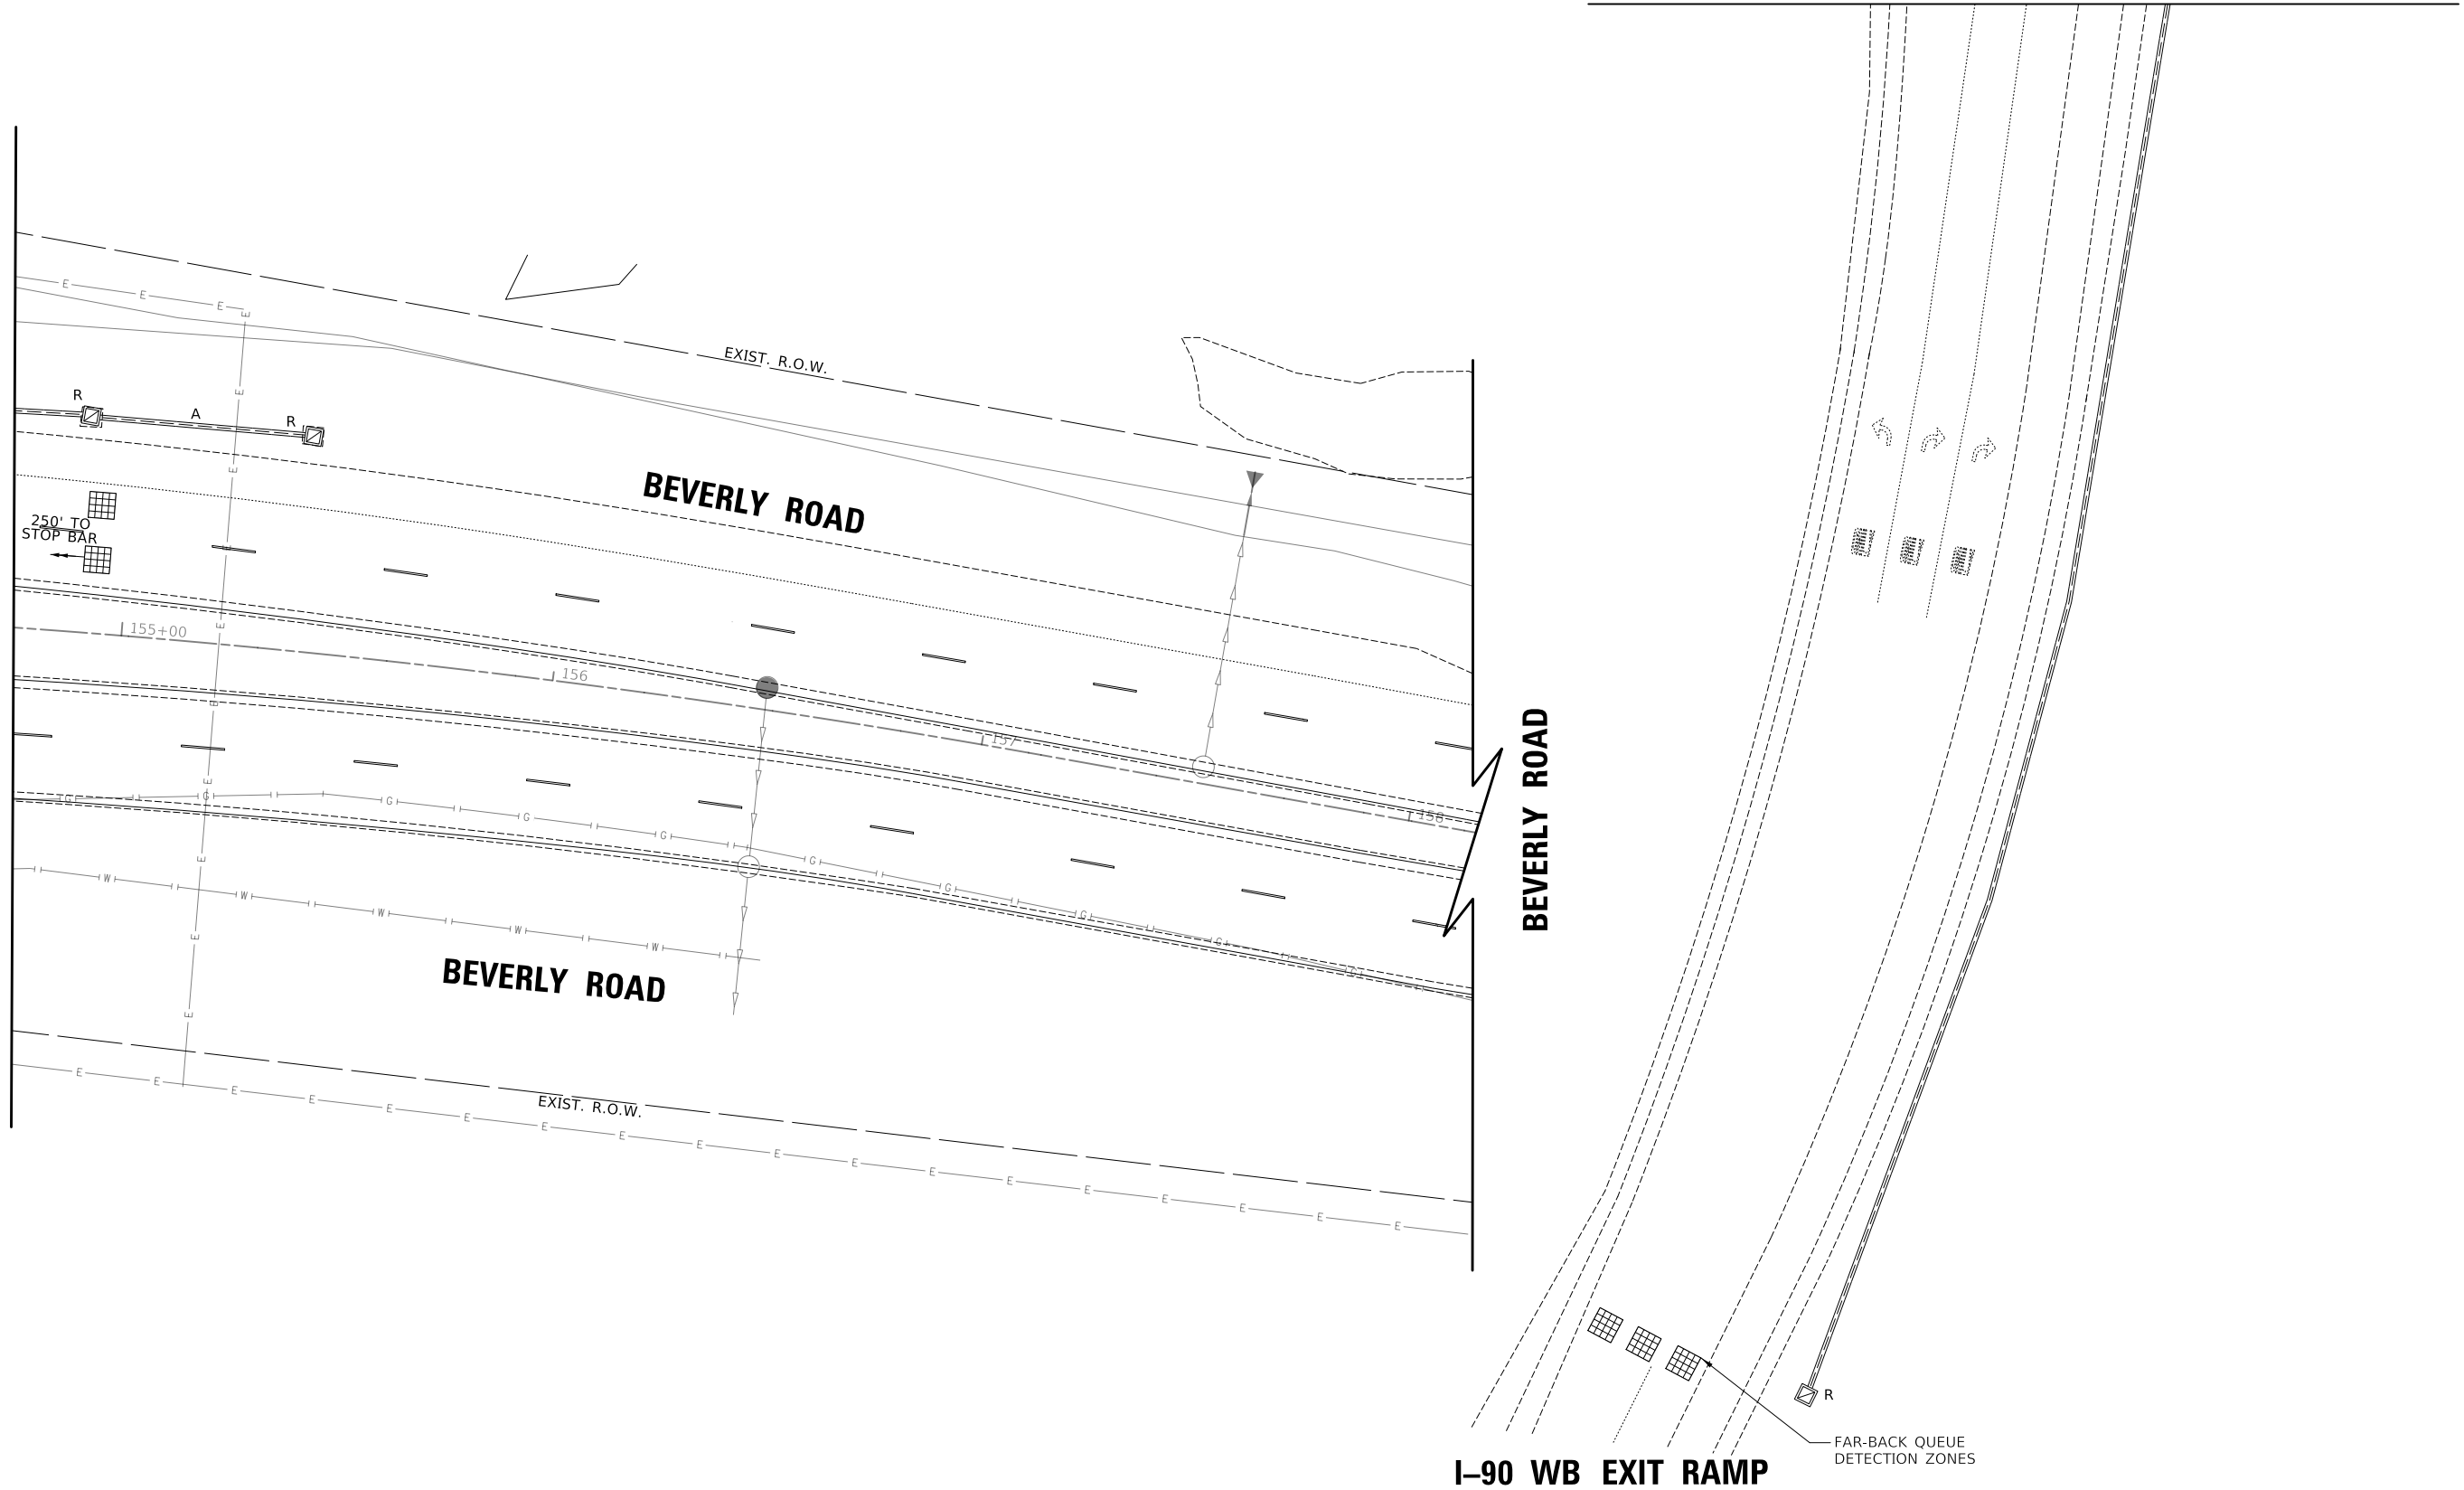 EXIST. R.O.W.
R
A
R
BEVERLY ROAD
250' TO
STOP BAR
155+00
156
157
158
E E E
E E E E E E E E E E
G G G G G G G G G G
W W W W W
BEVERLY ROAD
EXIST. R.O.W.
E E E E E E E E E E E E E E E E E E
BEVERLY ROAD
R
FAR-BACK QUEUE
DETECTION ZONES
I-90 WB EXIT RAMP